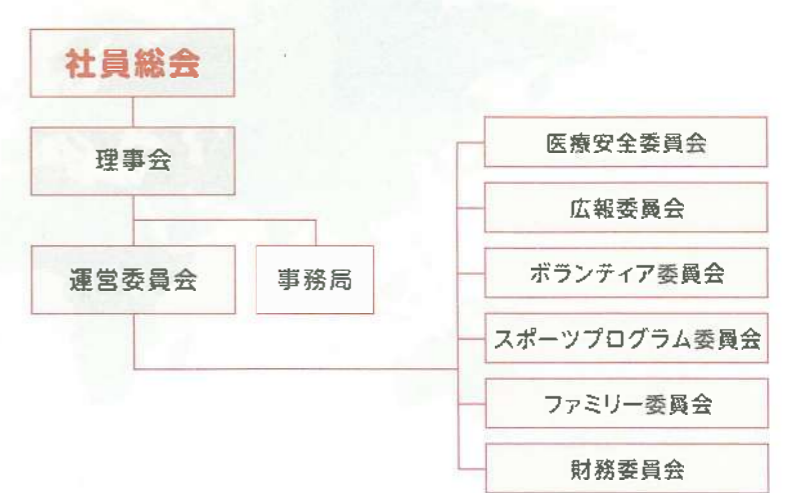 社員総会
理事会
運営委員会
事務局
医療安全委員会
広報委員会
ボランティア委員会
スポーツプログラム委員会
ファミリー委員会
財務委員会